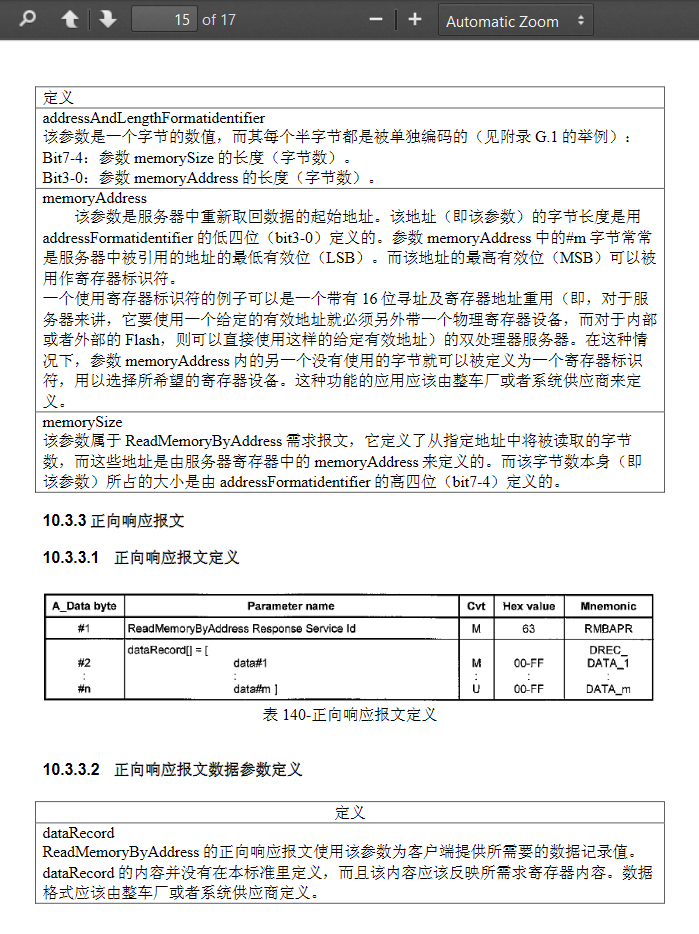 15 of 17
Automatic Zoom
定义
addressAndLengthFormatidentifier
该参数是一个字节的数值，而其每个半字节都是被单独编码的（见附录 G.1 的举例）：
Bit7-4：参数 memorySize 的长度（字节数）。
Bit3-0：参数 memoryAddress 的长度（字节数）。
memoryAddress
该参数是服务器中重新取回数据的起始地址。该地址（即该参数）的字节长度是用
addressFormatidentifier 的低四位（bit3-0）定义的。参数 memoryAddress 中的#m 字节常常
是服务器中被引用的地址的最低有效位（LSB）。而该地址的最高有效位（MSB）可以被
用作寄存器标识符。
一个使用寄存器标识符的例子可以是一个带有 16 位寻址及寄存器地址重用（即，对于服
务器来讲，它要使用一个给定的有效地址就必须另外带一个物理寄存器设备，而对于内部
或者外部的 Flash，则可以直接使用这样的给定有效地址）的双处理器服务器。在这种情
况下，参数 memoryAddress 内的另一个没有使用的字节就可以被定义为一个寄存器标识
符，用以选择所希望的寄存器设备。这种功能的应用应该由整车厂或者系统供应商来定
义。
memorySize
该参数属于 ReadMemoryByAddress 需求报文，它定义了从指定地址中将被读取的字节
数，而这些地址是由服务器寄存器中的 memoryAddress 来定义的。而该字节数本身（即
该参数）所占的大小是由 addressFormatidentifier 的高四位（bit7-4）定义的。
10.3.3 正向响应报文
10.3.3.1 正向响应报文定义
A_Data byte Parameter name Cvt Hex value Mnemonic
#1 ReadMemoryByAddress Response Service Id M 63 RMBAPR
dataRecord[] = [ DREC_
#2 data#1 M 00-FF DATA_1
: : : : :
#n data#m ] U 00-FF DATA_m
表 140-正向响应报文定义
10.3.3.2 正向响应报文数据参数定义
定义
dataRecord
ReadMemoryByAddress 的正向响应报文使用该参数为客户端提供所需要的数据记录值。
dataRecord 的内容并没有在本标准里定义，而且该内容应该反映所需求寄存器内容。数据
格式应该由整车厂或者系统供应商定义。